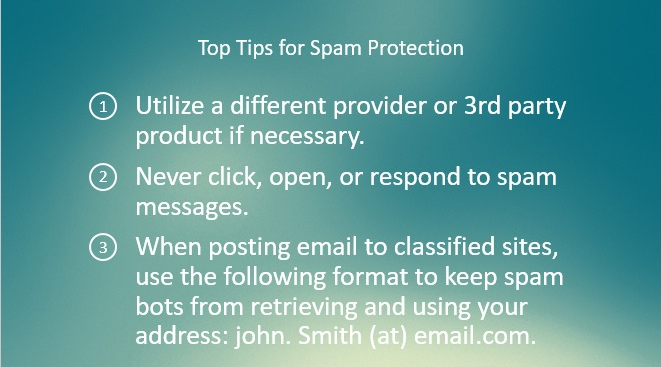 Top Tips for Spam Protection
1 Utilize a different provider or 3rd party
product if necessary.
2 Never click, open, or respond to spam
messages.
3 When posting email to classified sites,
use the following format to keep spam
bots from retrieving and using your
address: john. Smith (at) email.com.